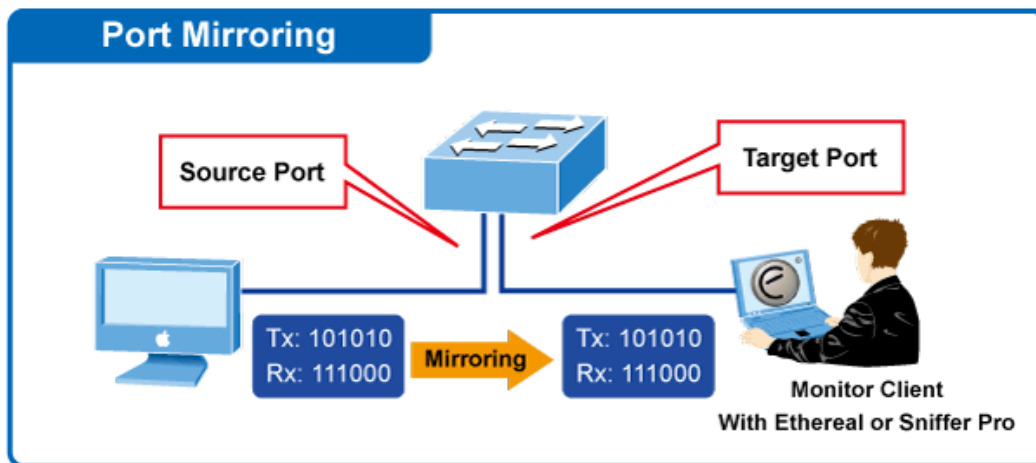 Port Mirroring
Source Port
Target Port
Tx: 101010
Rx: 111000
Mirroring
Tx: 101010
Rx: 111000
e
Monitor Client
With Ethereal or Sniffer Pro